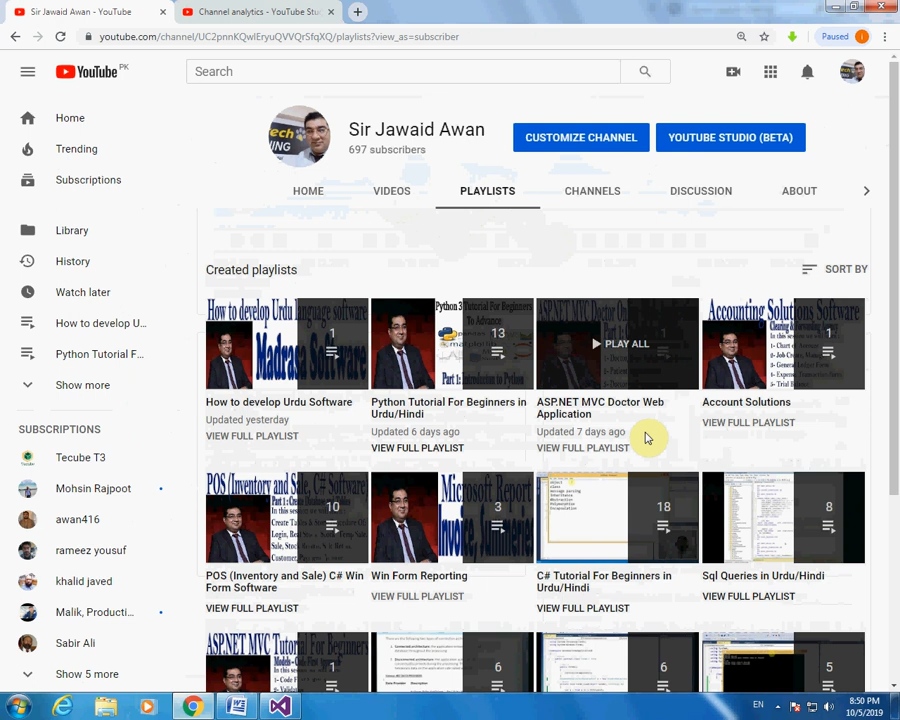 Sir Jawaid Awan - YouTube
Channel analytics - YouTube Stu
youtube.com/channel/UC2pnnKQwlEryuQVVQrSfqXQ/playlists?view_as=subscriber
Paused
YouTube PK
Search
Home
Trending
Subscriptions
Library
History
Watch later
How to develop U...
Python Tutorial F...
Show more
SUBSCRIPTIONS
Tecube T3
Mohsin Rajpoot
awan416
rameez yousuf
khalid javed
Malik, Producti...
Sabir Ali
Show 5 more
Sir Jawaid Awan
697 subscribers
CUSTOMIZE CHANNEL
YOUTUBE STUDIO (BETA)
HOME
VIDEOS
PLAYLISTS
CHANNELS
DISCUSSION
ABOUT
Created playlists
SORT BY
How to develop Urdu language software
Madrasa Software
1
How to develop Urdu Software
Updated yesterday
VIEW FULL PLAYLIST
Python 3 Tutorial For Beginners
To Advance
13
Part 1: Introduction to Python
Python Tutorial For Beginners in
Urdu/Hindi
Updated 6 days ago
VIEW FULL PLAYLIST
1
PLAY ALL
ASP.NET MVC Doctor Web
Application
Updated 7 days ago
VIEW FULL PLAYLIST
Accounting Solutions Software
1
Account Solutions
VIEW FULL PLAYLIST
POS/Inventory and Sale, C# Software
10
POS (Inventory and Sale) C# Win
Form Software
VIEW FULL PLAYLIST
Microsoft Report
3
Win Form Reporting
VIEW FULL PLAYLIST
18
C# Tutorial For Beginners in
Urdu/Hindi
VIEW FULL PLAYLIST
8
Sql Queries in Urdu/Hindi
VIEW FULL PLAYLIST
ASP.NET MVC Tutorial For Beginners
1
6
6
5
EN
8:50 PM
10/5/2019